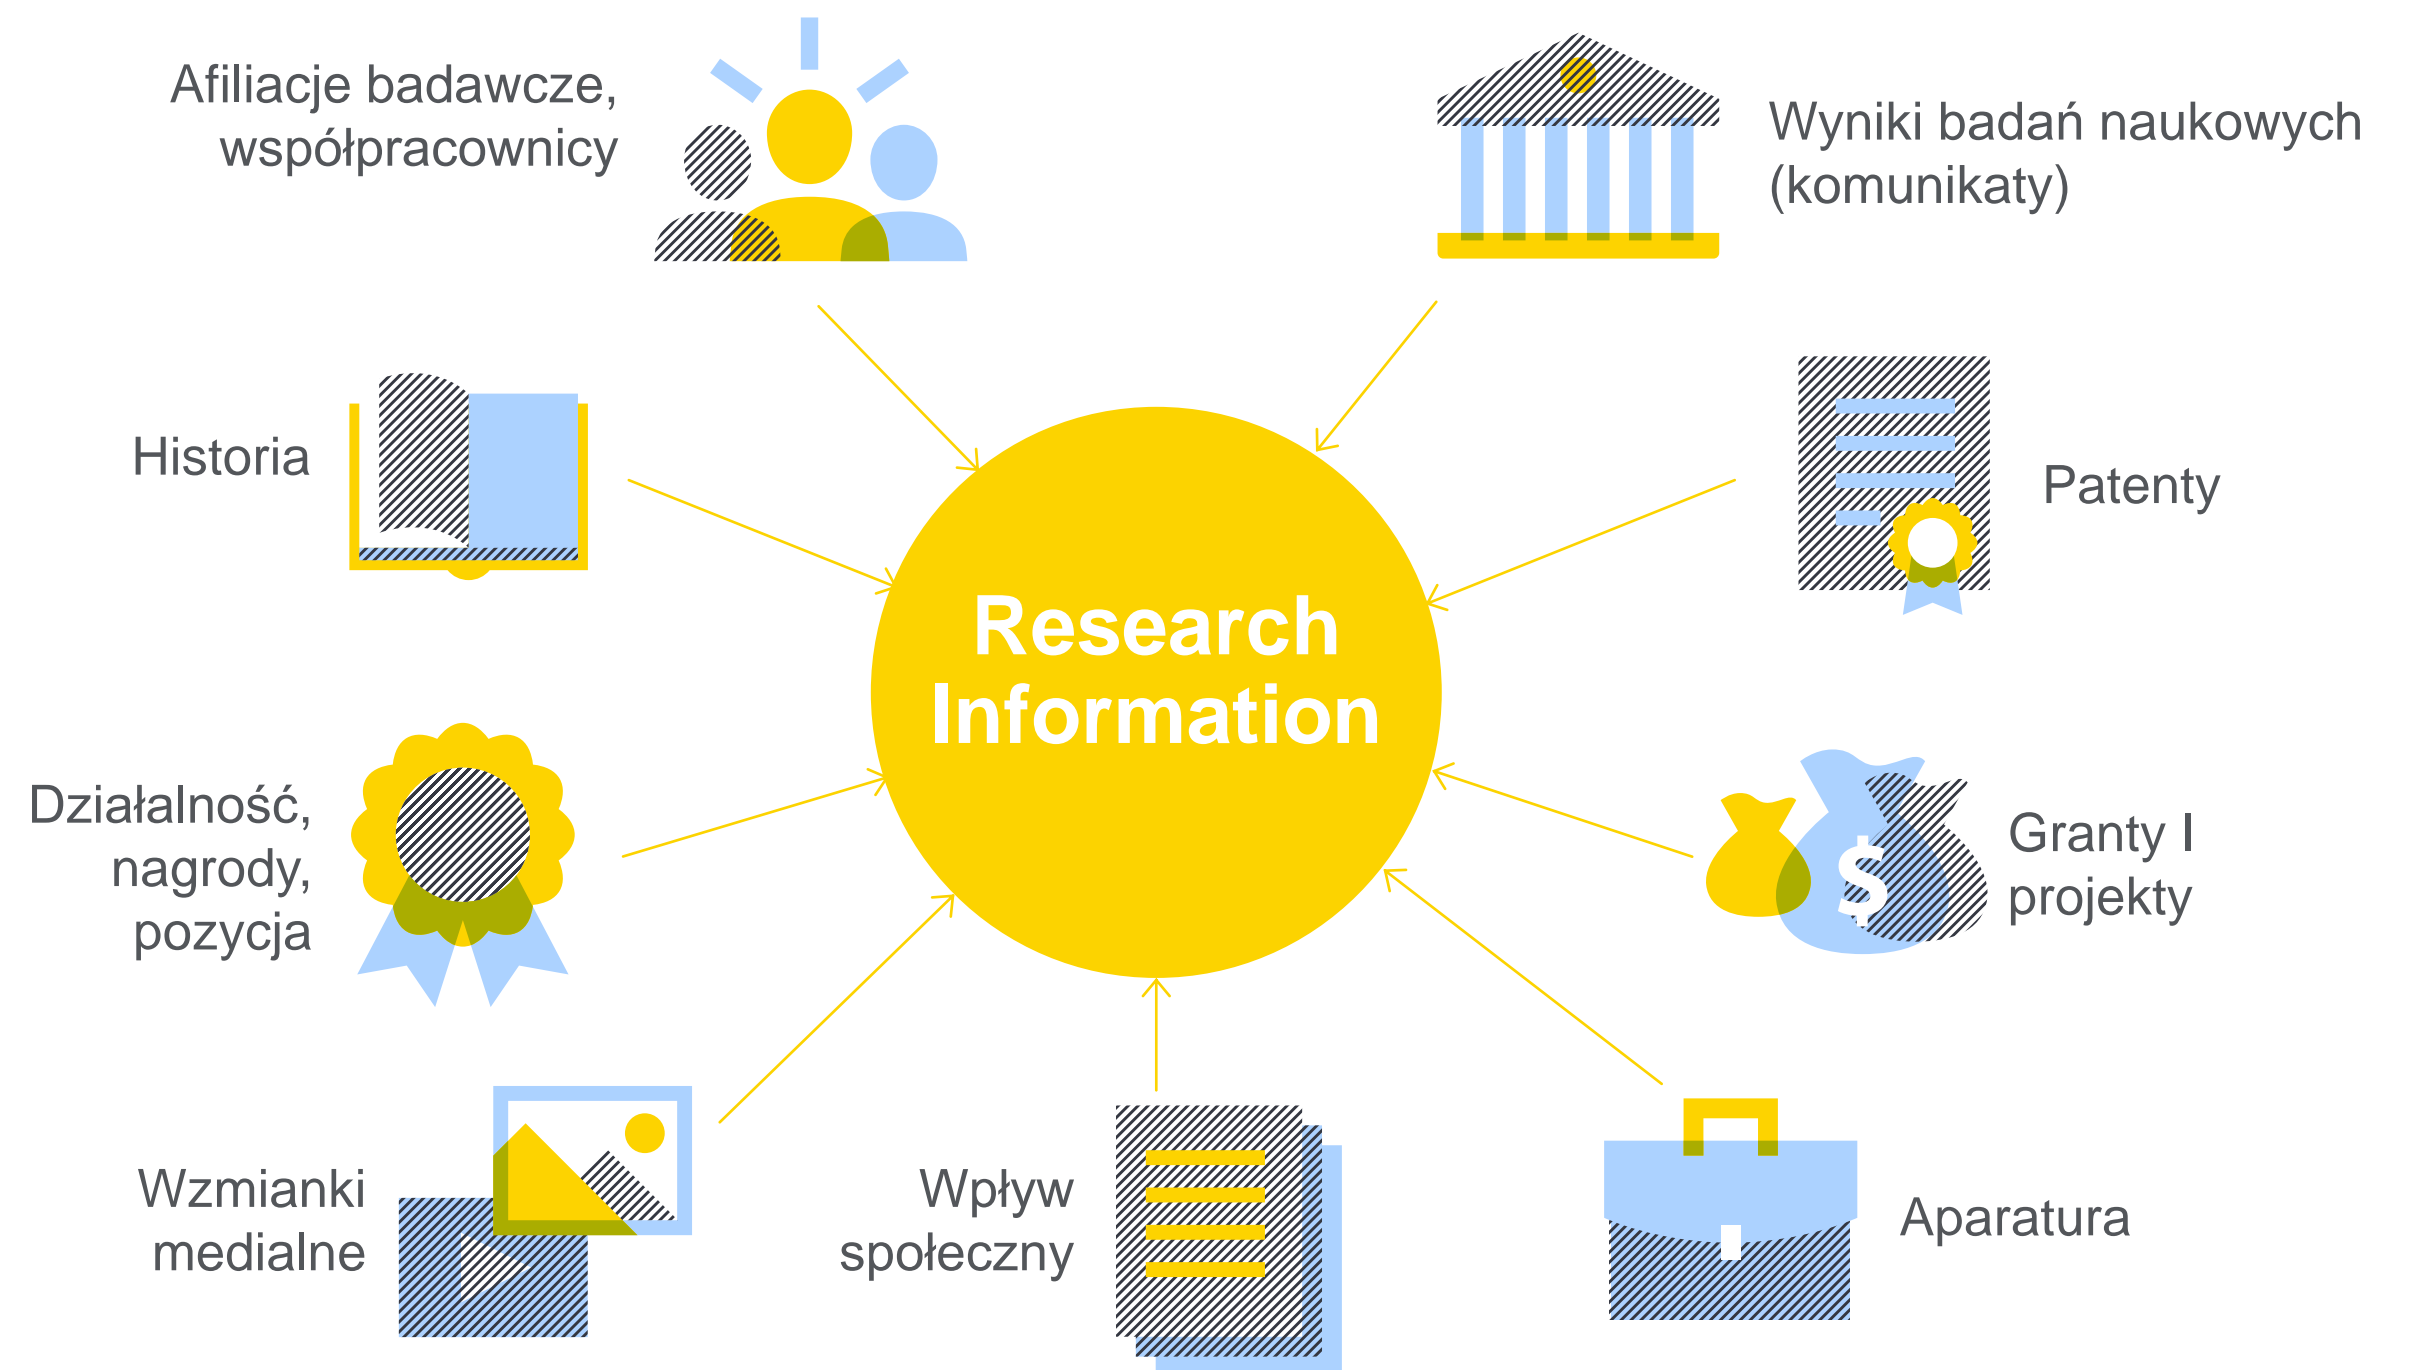 Afiliacje badawcze,
współpracownicy
Wyniki badań naukowych
(komunikaty)
Historia
Patenty
Research
Information
Działalność,
nagrody,
pozycja
$
Granty I
projekty
Wzmianki
medialne
Wpływ
społeczny
Aparatura